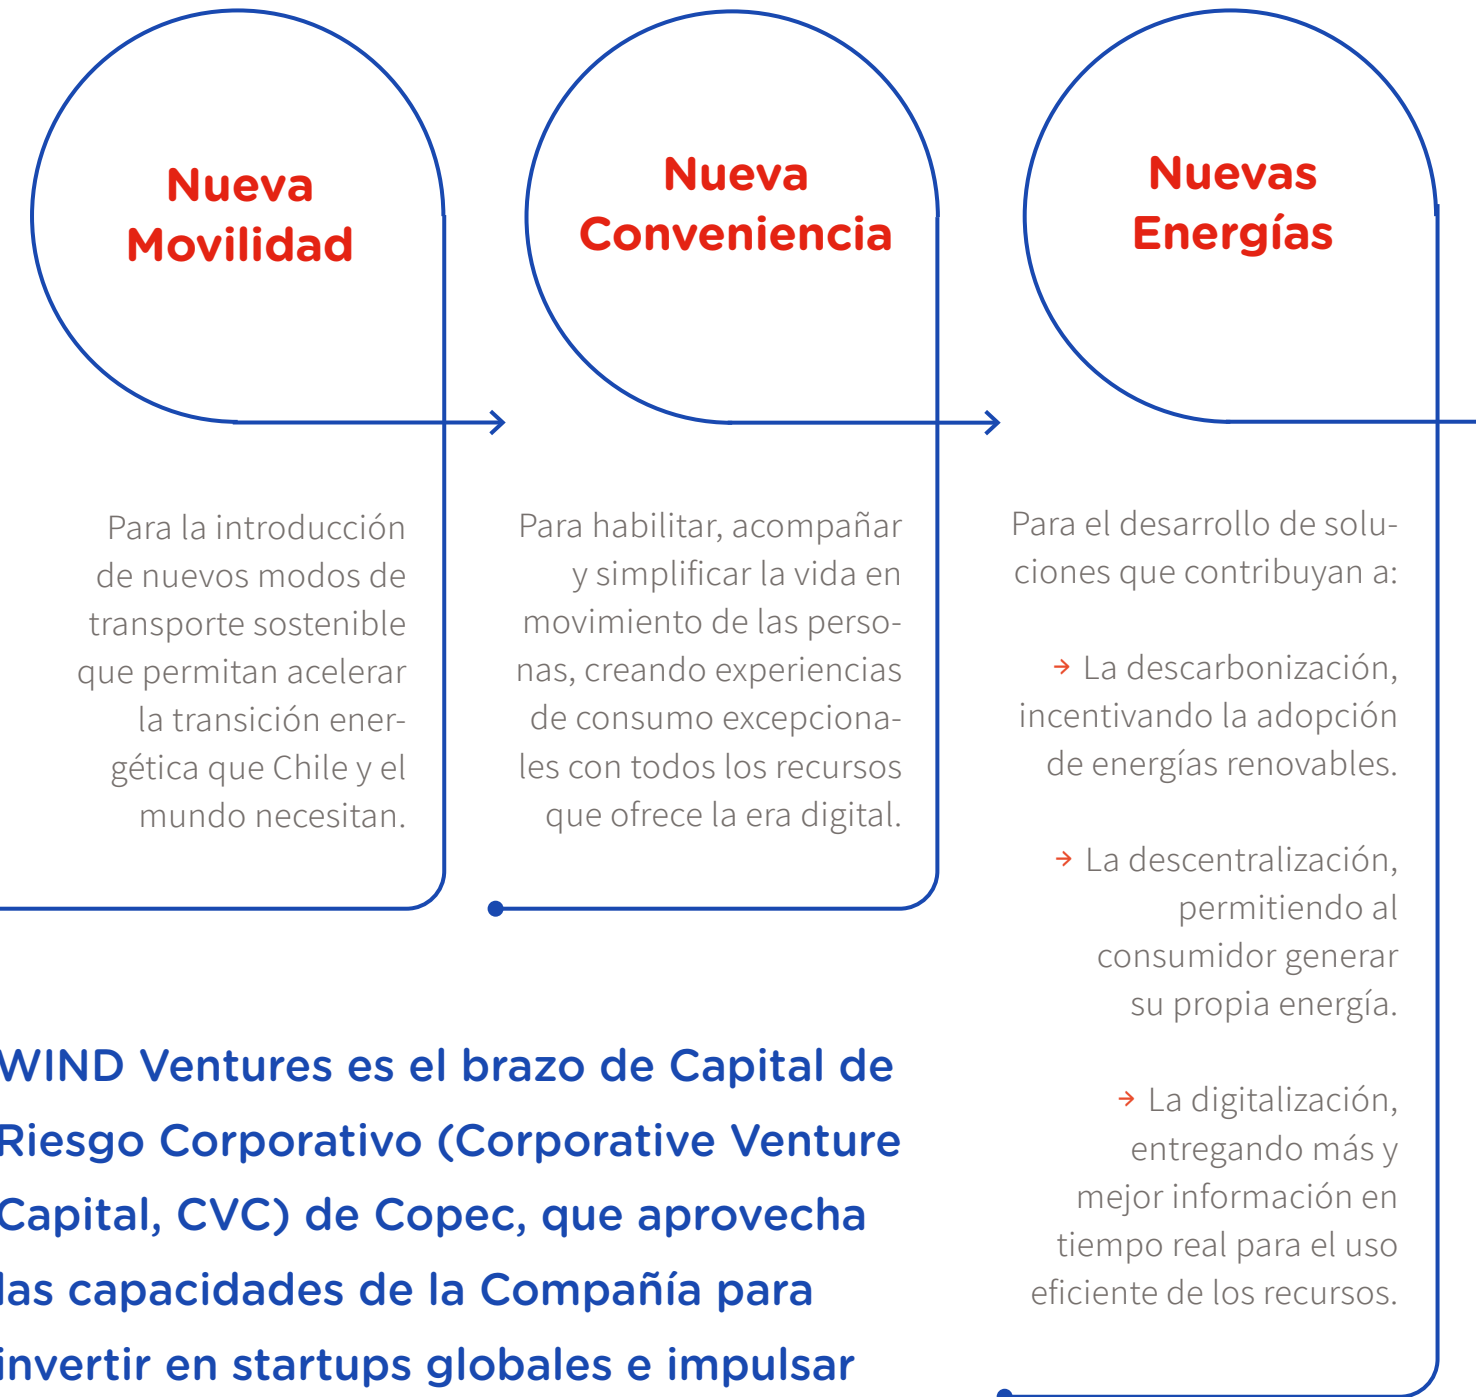 Nueva
Movilidad
Para la introducción
de nuevos modos de
transporte sostenible
que permitan acelerar
la transición ener-
gética que Chile y el
mundo necesitan.
Nueva
Conveniencia
Para habilitar, acompañar
y simplificar la vida en
movimiento de las perso-
nas, creando experiencias
de consumo excepciona-
les con todos los recursos
que ofrece la era digital.
Nuevas
Energías
Para el desarrollo de solu-
ciones que contribuyan a:
→ La descarbonización,
incentivando la adopción
de energías renovables.
→ La descentralización,
permitiendo al
consumidor generar
su propia energía.
→ La digitalización,
entregando más y
mejor información en
tiempo real para el uso
eficiente de los recursos.
WIND Ventures es el brazo de Capital de
Riesgo Corporativo (Corporative Venture
Capital, CVC) de Copec, que aprovecha
las capacidades de la Compañía para
invertir en startups globales e impulsar